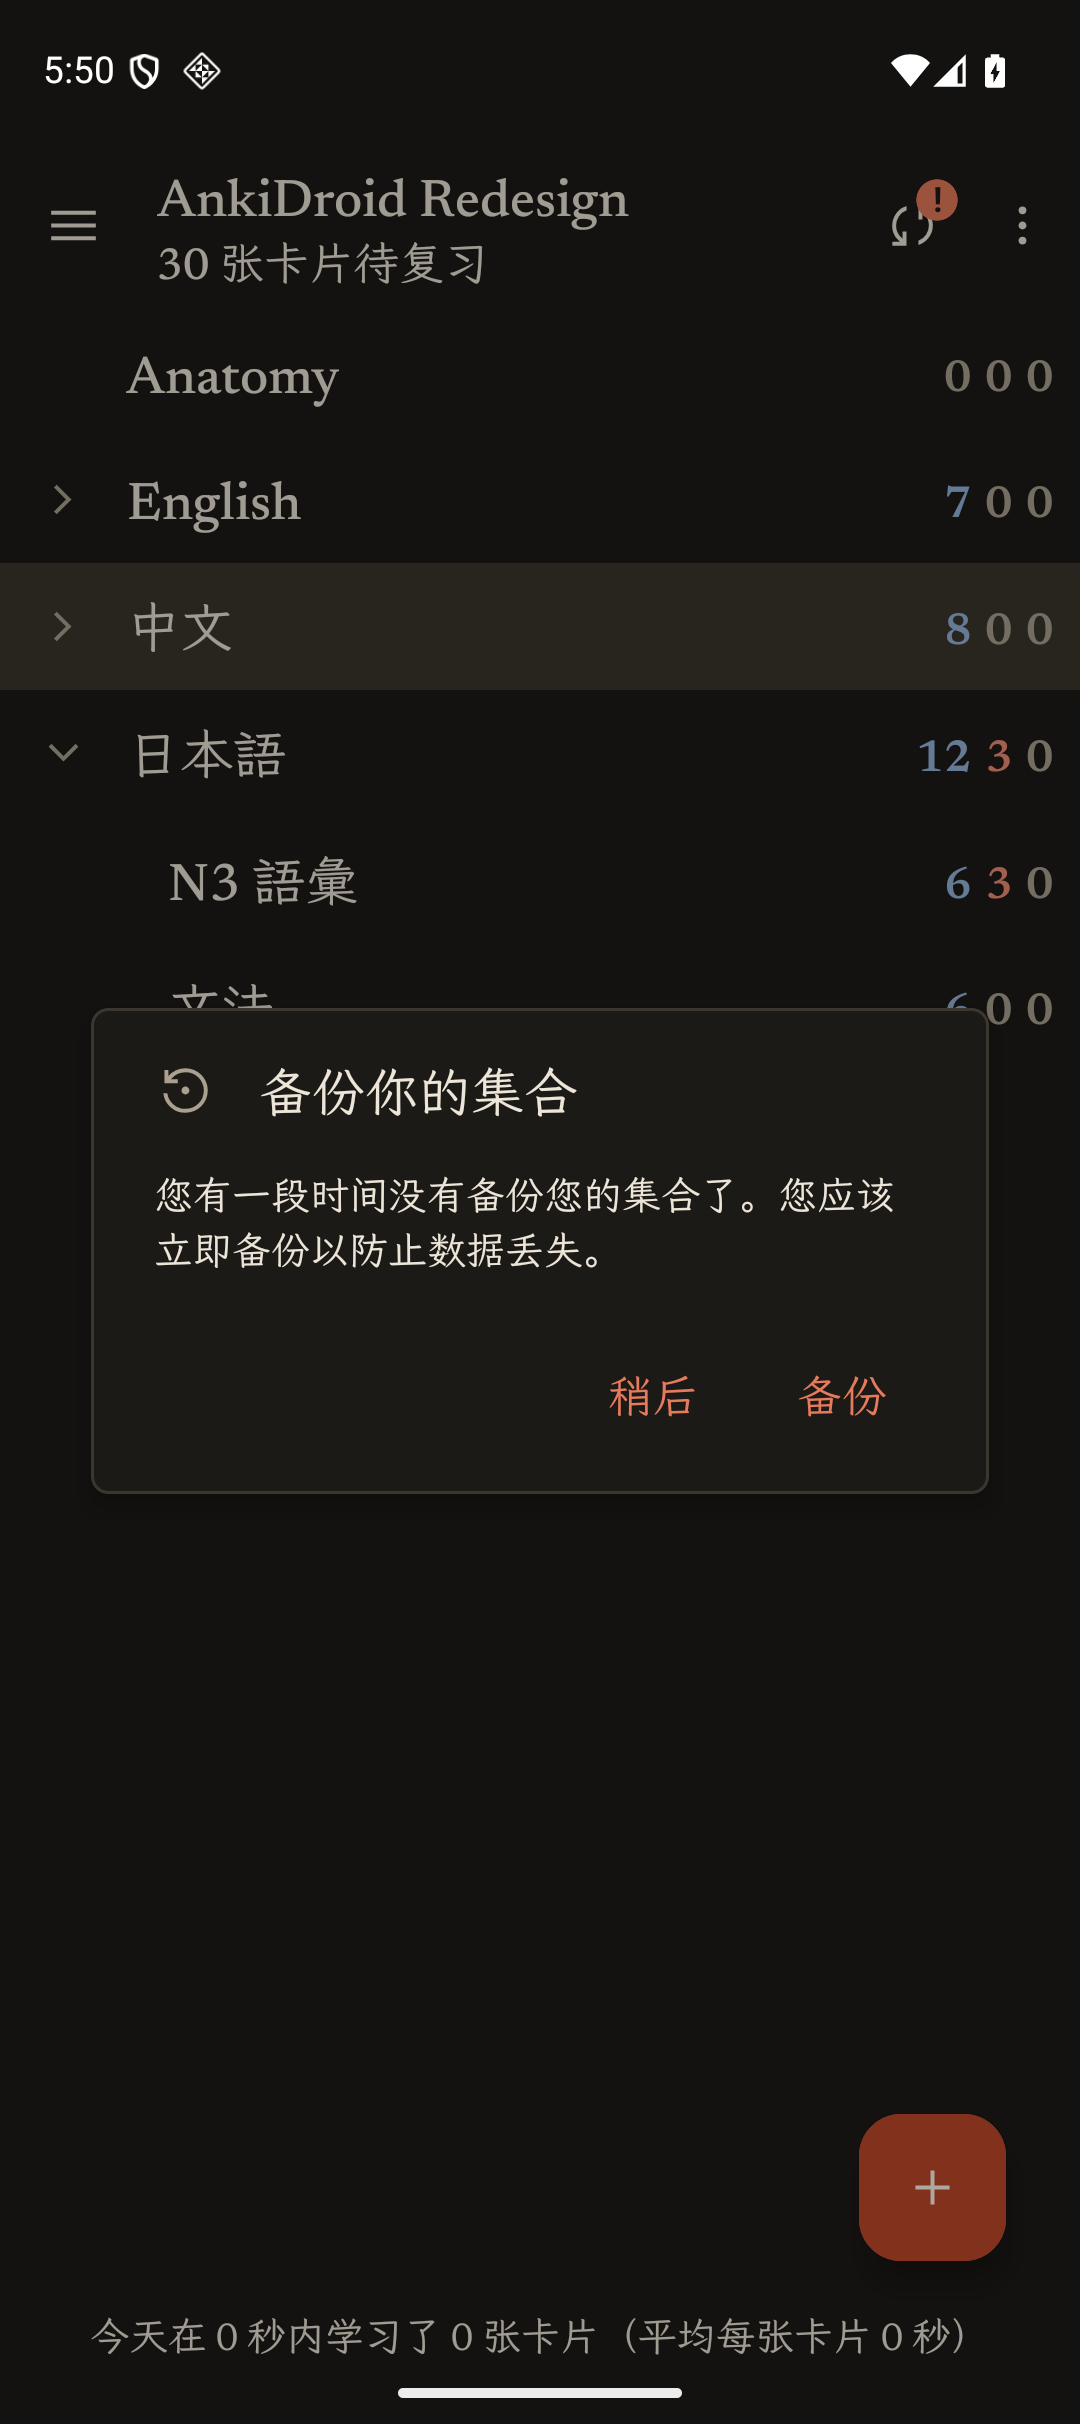 5:50
AnkiDroid Redesign
30 张卡片待复习
Anatomy 0 0 0
English 7 0 0
中文 8 0 0
日本語 12 3 0
N3 語彙 6 3 0
文法 6 0 0
备份你的集合
您有一段时间没有备份您的集合了。您应该
立即备份以防止数据丢失。
稍后 备份
今天在 0 秒内学习了 0 张卡片（平均每张卡片 0 秒）